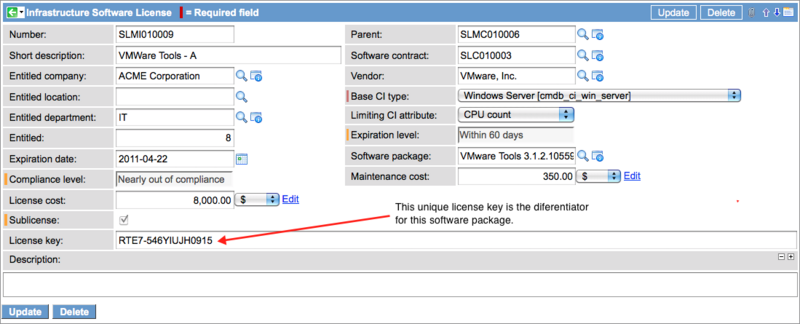 Infrastructure Software License = Required field Update Delete
Number: SLMI010009 Parent: SLMC010006
Short description: VMWare Tools - A Software contract: SLC010003
Entitled company: ACME Corporation Vendor: VMware, Inc.
Entitled location: Base CI type: Windows Server [cmdb_ci_win_server]
Entitled department: IT Limiting CI attribute: CPU count
Entitled: 8 Expiration level: Within 60 days
Expiration date: 2011-04-22 Software package: VMware Tools 3.1.2.10559
Compliance level: Nearly out of compliance Maintenance cost: 350.00 $ Edit
License cost: 8,000.00 $ Edit
This unique license key is the diferentiator
Sublicense: for this software package.
License key: RTE7-546YIUJH0915
Description:
Update Delete